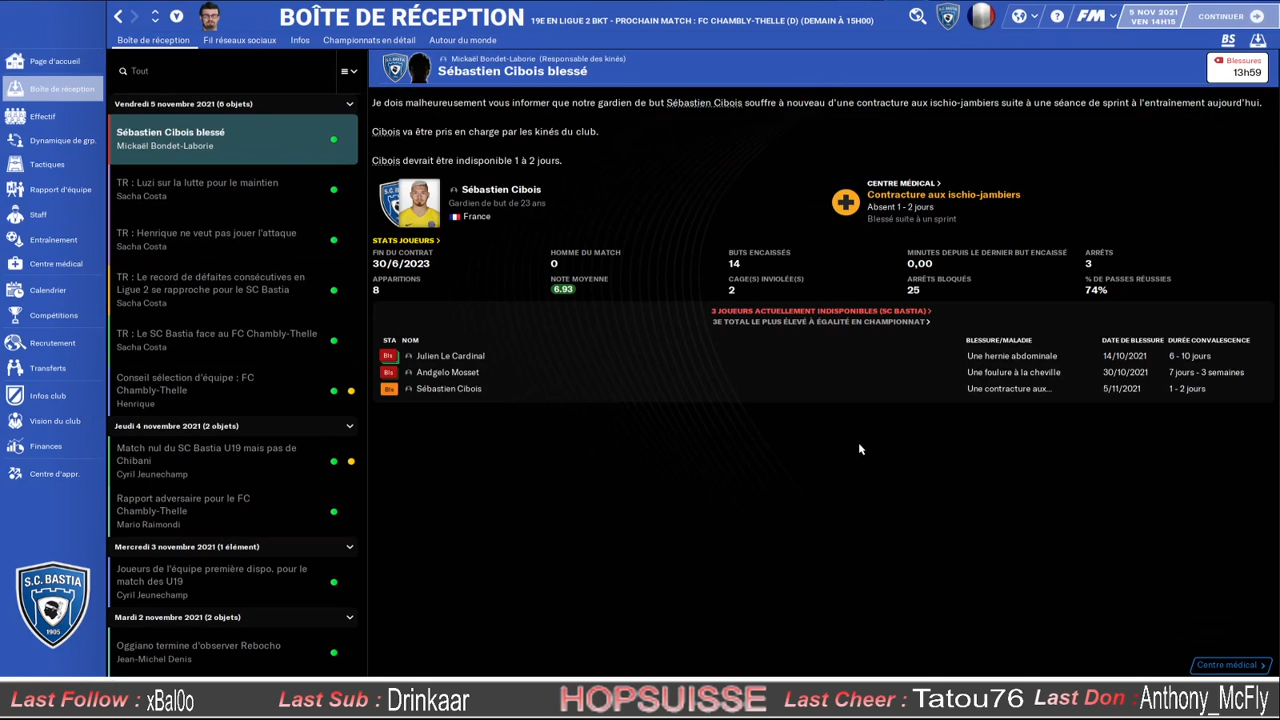 BOÎTE DE RÉCEPTION
19E EN LIGUE 2 BKT - PROCHAIN MATCH : FC CHAMBLY-THELLE (D) (DEMAIN À 15H00)
FM
5 NOV 2021
VEN 14H15
CONTINUER
Boîte de réception
Fil réseaux sociaux
Infos
Championnats en détail
Autour du monde
BS
Page d'accueil
Boîte de réception
Effectif
Dynamique de grp.
Tactiques
Rapport d'équipe
Staff
Entraînement
Centre médical
Calendrier
Compétitions
Recrutement
Transferts
Infos club
Vision du club
Finances
Centre d'appr.
S.C. BASTIA
1905
Tout
Vendredi 5 novembre 2021 (6 objets)
Sébastien Cibois blessé
Mickaël Bondet-Laborie
TR : Luzi sur la lutte pour le maintien
Sacha Costa
TR : Henrique ne veut pas jouer l'attaque
Sacha Costa
TR : Le record de défaites consécutives en
Ligue 2 se rapproche pour le SC Bastia
Sacha Costa
TR : Le SC Bastia face au FC Chambly-Thelle
Sacha Costa
Conseil sélection d'équipe : FC
Chambly-Thelle
Henrique
Jeudi 4 novembre 2021 (2 objets)
Match nul du SC Bastia U19 mais pas de
Chibani
Cyril Jeunechamp
Rapport adversaire pour le FC
Chambly-Thelle
Mario Raimondi
Mercredi 3 novembre 2021 (1 élément)
Joueurs de l'équipe première dispo. pour le
match des U19
Cyril Jeunechamp
Mardi 2 novembre 2021 (2 objets)
Oggiano termine d'observer Rebocho
Jean-Michel Denis
Mickaël Bondet-Laborie (Responsable des kinés)
Sébastien Cibois blessé
Blessures
13h59
Je dois malheureusement vous informer que notre gardien de but Sébastien Cibois souffre à nouveau d'une contracture aux ischio-jambiers suite à une séance de sprint à l'entraînement aujourd'hui.
Cibois va être pris en charge par les kinés du club.
Cibois devrait être indisponible 1 à 2 jours.
Sébastien Cibois
Gardien de but de 23 ans
France
CENTRE MÉDICAL >
Contracture aux ischio-jambiers
Absent 1 - 2 jours
Blessé suite à un sprint
STATS JOUEURS >
FIN DU CONTRAT
30/6/2023
HOMME DU MATCH
0
BUTS ENCAISSÉS
14
MINUTES DEPUIS LE DERNIER BUT ENCAISSÉ
0,00
ARRÊTS
3
APPARITIONS
8
NOTE MOYENNE
6.93
CAGE(S) INVIOLÉE(S)
2
ARRÊTS BLOQUÉS
25
% DE PASSES RÉUSSIES
74%
3 JOUEURS ACTUELLEMENT INDISPONIBLES (SC BASTIA) >
3E TOTAL LE PLUS ÉLEVÉ À ÉGALITÉ EN CHAMPIONNAT >
STA NOM BLESSURE/MALADIE DATE DE BLESSURE DURÉE CONVALESCENCE
Bls Julien Le Cardinal Une hernie abdominale 14/10/2021 6 - 10 jours
Bls Andgelo Mosset Une foulure à la cheville 30/10/2021 7 jours - 3 semaines
Bls Sébastien Cibois Une contracture aux... 5/11/2021 1 - 2 jours
Centre médical >
Last Follow : xBal0o Last Sub : Drinkaar HOPSUISSE Last Cheer : Tatou76 Last Don : Anthony_McFly